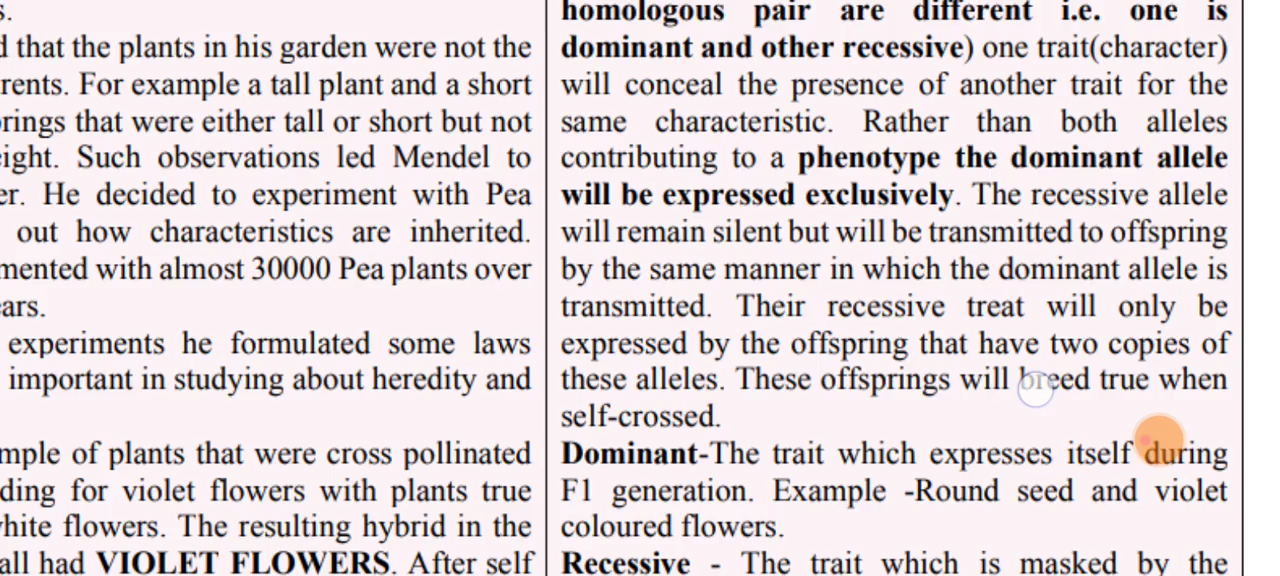 s.
d that the plants in his garden were not the
rents. For example a tall plant and a short
rings that were either tall or short but not
eight. Such observations led Mendel to
er. He decided to experiment with Pea
out how characteristics are inherited.
mented with almost 30000 Pea plants over
ears.
experiments he formulated some laws
important in studying about heredity and
mple of plants that were cross pollinated
ding for violet flowers with plants true
white flowers. The resulting hybrid in the
all had VIOLET FLOWERS. After self
homologous pair are different i.e. one is
dominant and other recessive) one trait(character)
will conceal the presence of another trait for the
same characteristic. Rather than both alleles
contributing to a phenotype the dominant allele
will be expressed exclusively. The recessive allele
will remain silent but will be transmitted to offspring
by the same manner in which the dominant allele is
transmitted. Their recessive treat will only be
expressed by the offspring that have two copies of
these alleles. These offsprings will breed true when
self-crossed.
Dominant-The trait which expresses itself during
F1 generation. Example -Round seed and violet
coloured flowers.
Recessive - The trait which is masked by the